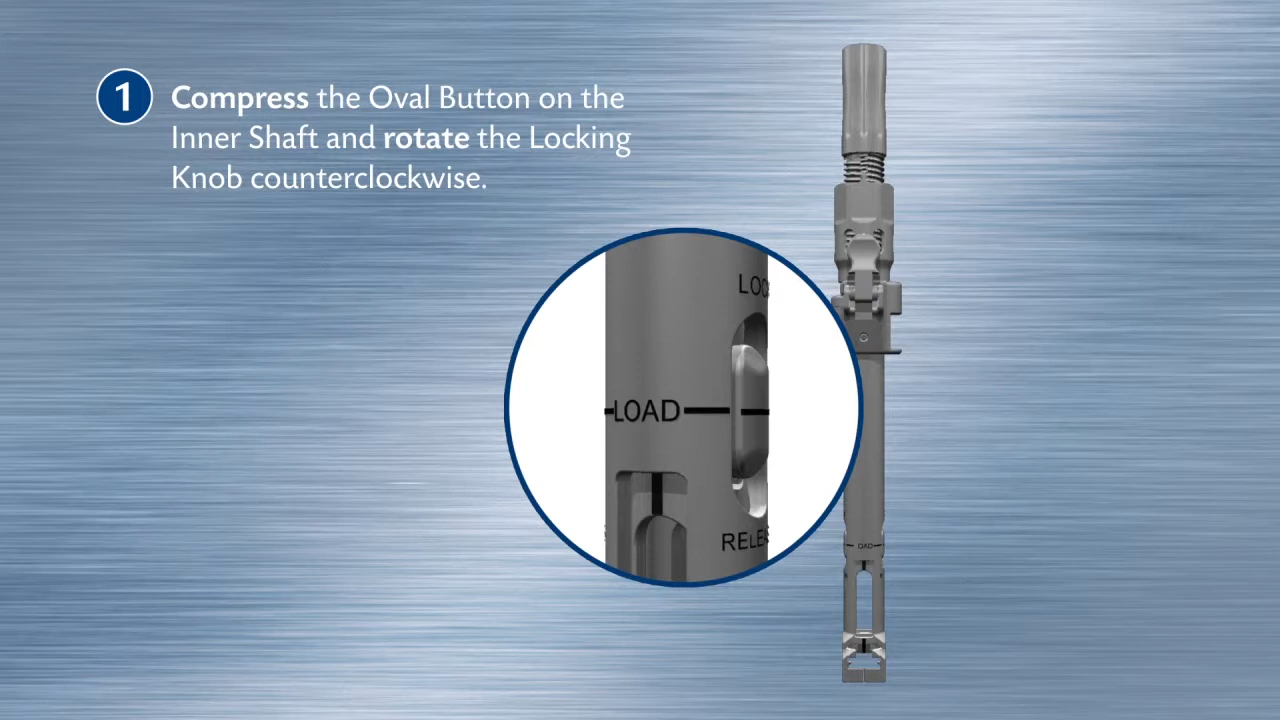 1
Compress the Oval Button on the
Inner Shaft and rotate the Locking
Knob counterclockwise.
LOAD